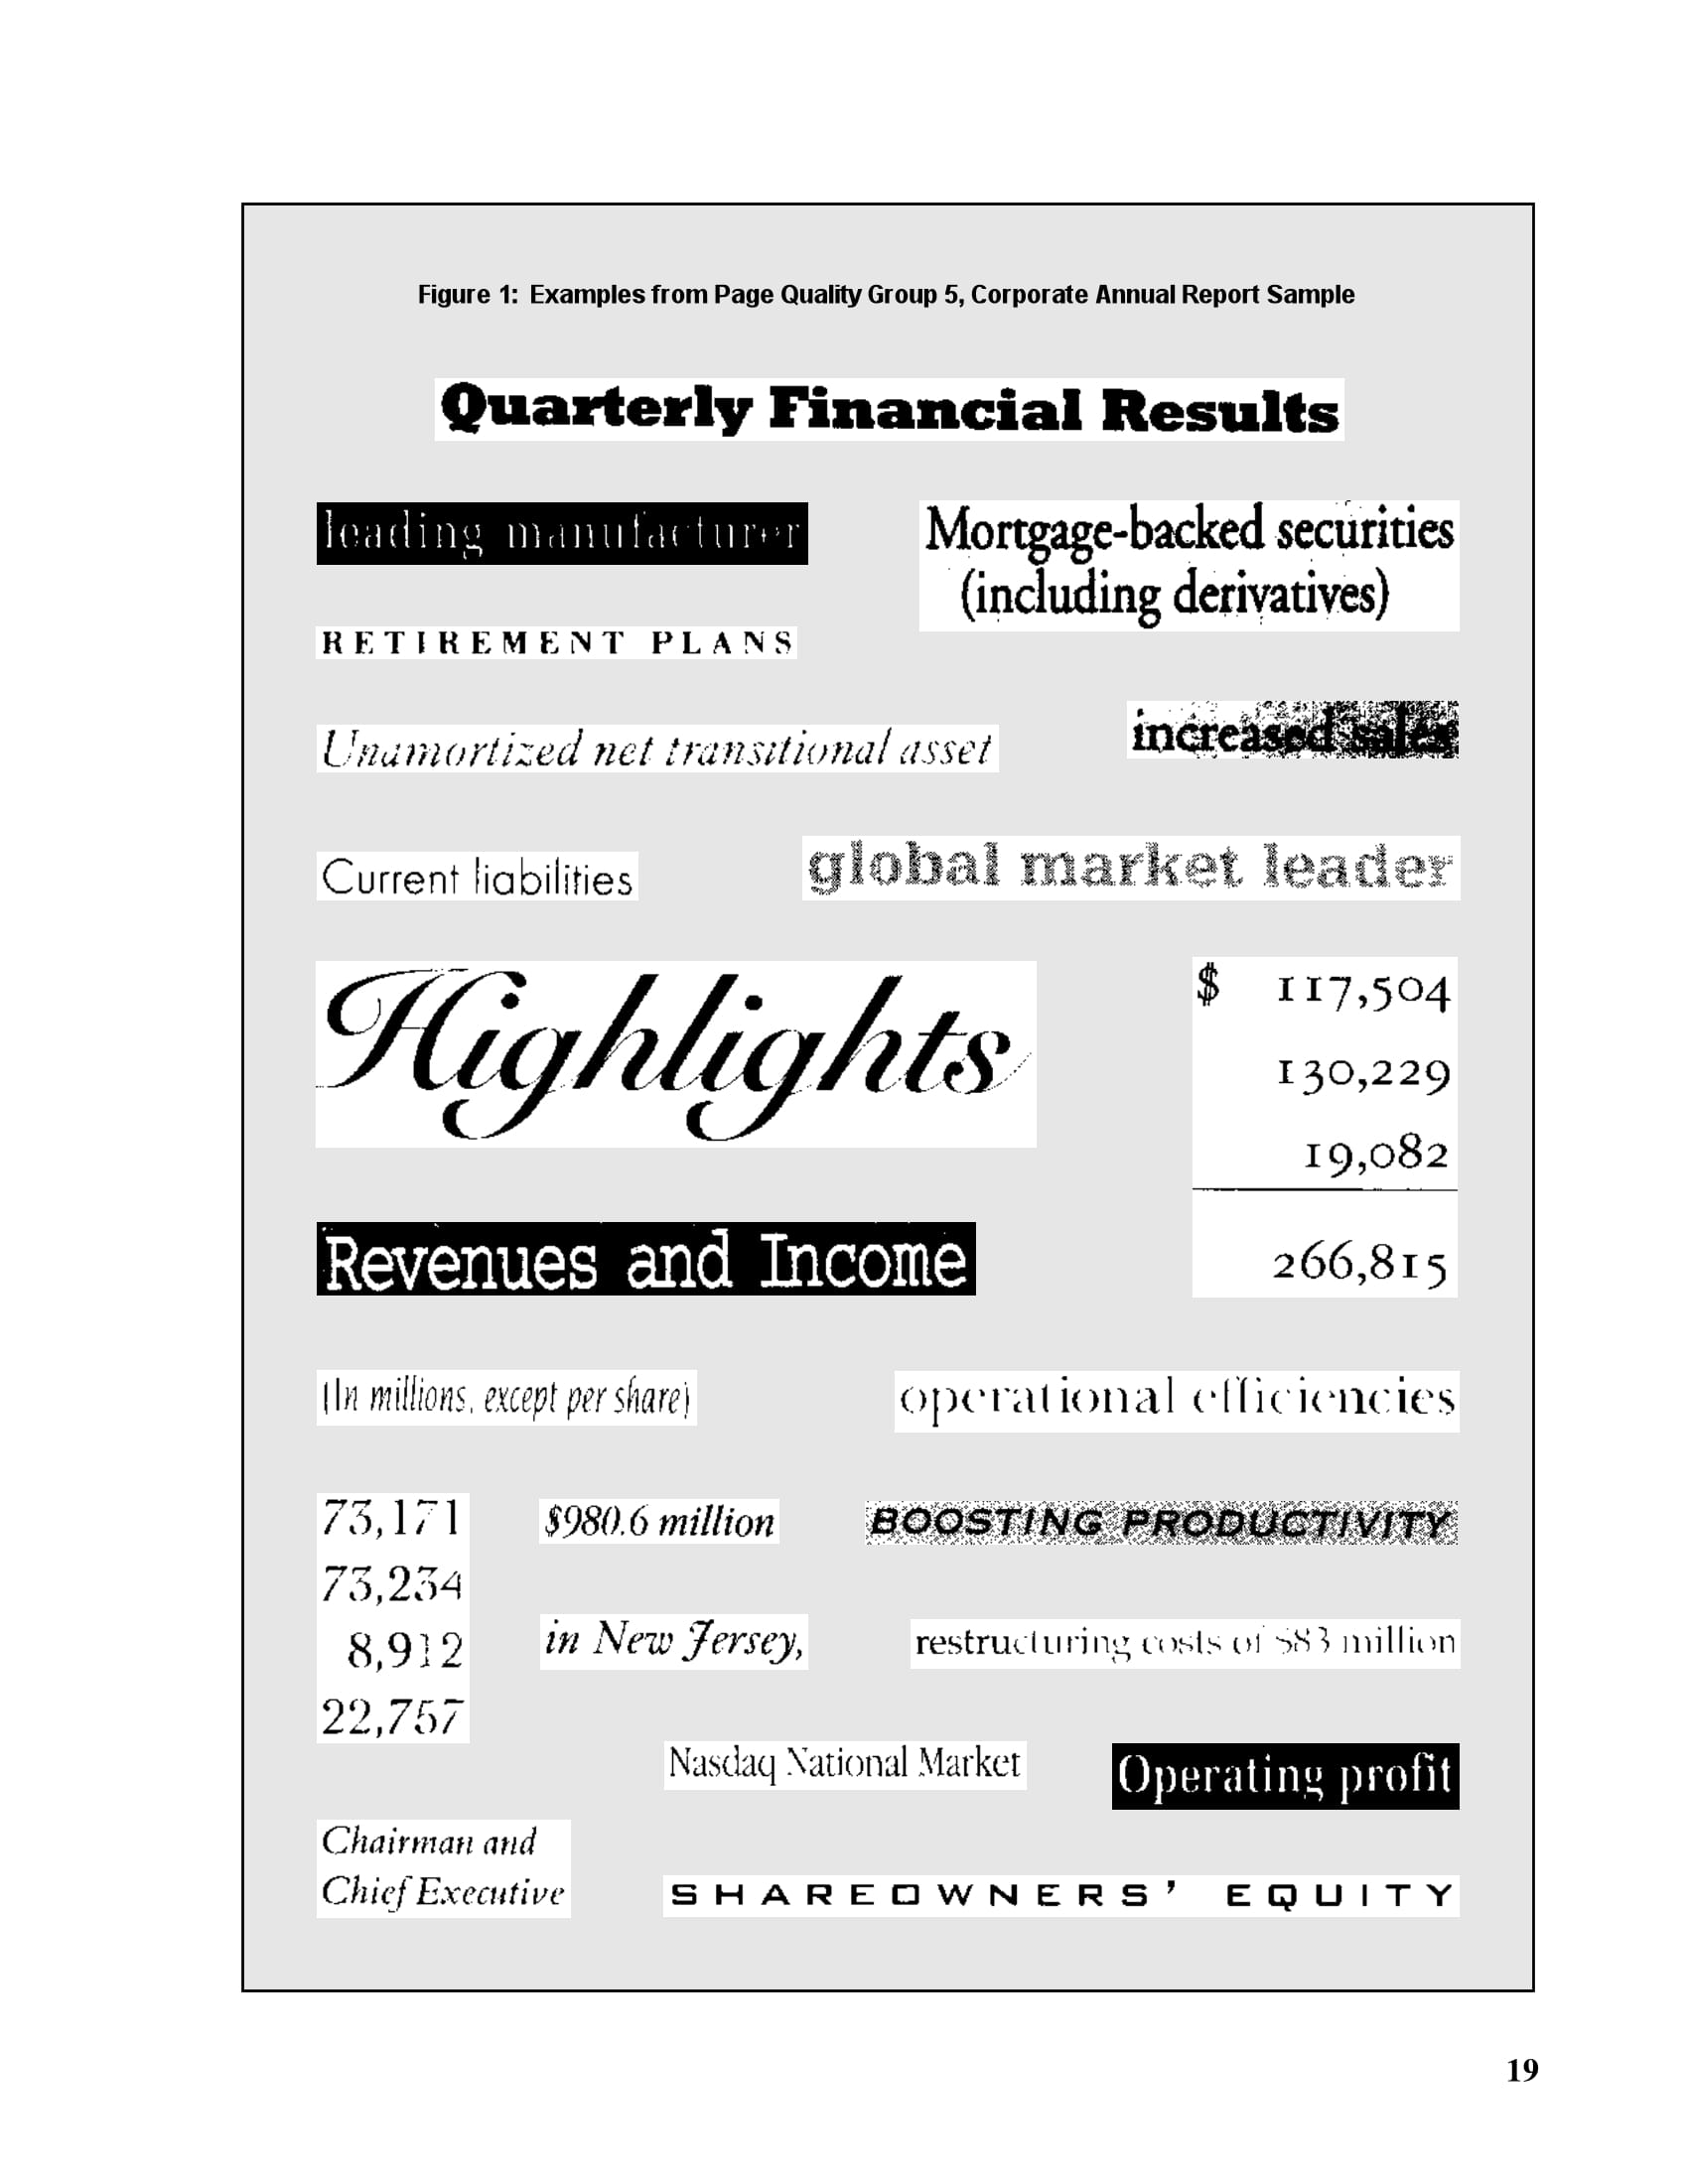 Figure 1: Examples from Page Quality Group 5, Corporate Annual Report Sample
Quarterly Financial Results
leading manufacturer
Mortgage-backed securities
(including derivatives)
RETIREMENT PLANS
increased sales
Unamortized net transitional asset
Current liabilities
global market leader
Highlights
$ 117,504
130,229
19,082
266,815
Revenues and Income
(In millions, except per share)
operational efficiencies
73,171
73,234
8,912
22,757
$980.6 million
BOOSTING PRODUCTIVITY
in New Jersey,
restructuring costs of $83 million
Nasdaq National Market
Operating profit
Chairman and
Chief Executive
SHAREOWNERS' EQUITY
19